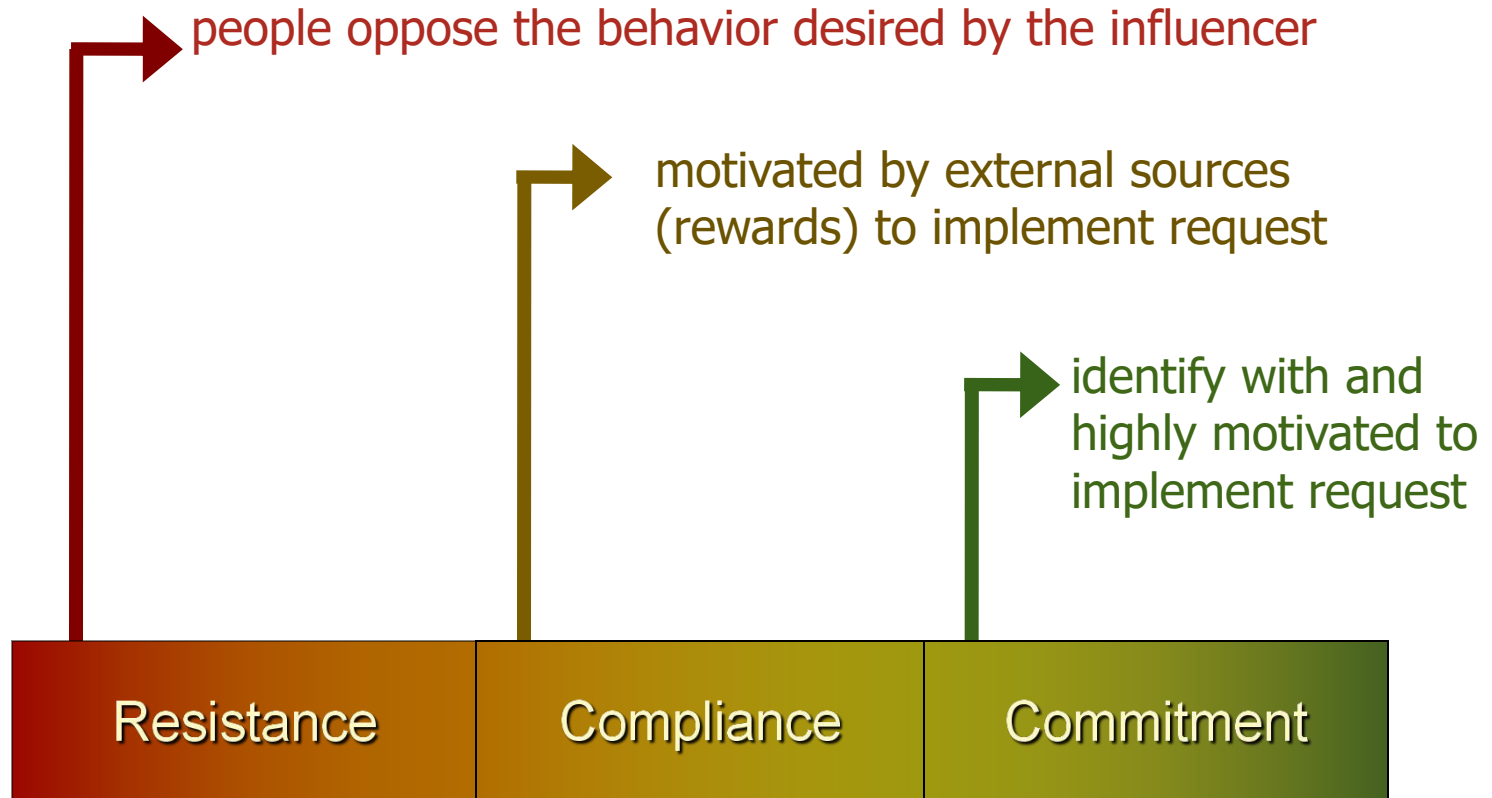 people oppose the behavior desired by the influencer
motivated by external sources
(rewards) to implement request
identify with and
highly motivated to
implement request
Resistance
Compliance
Commitment